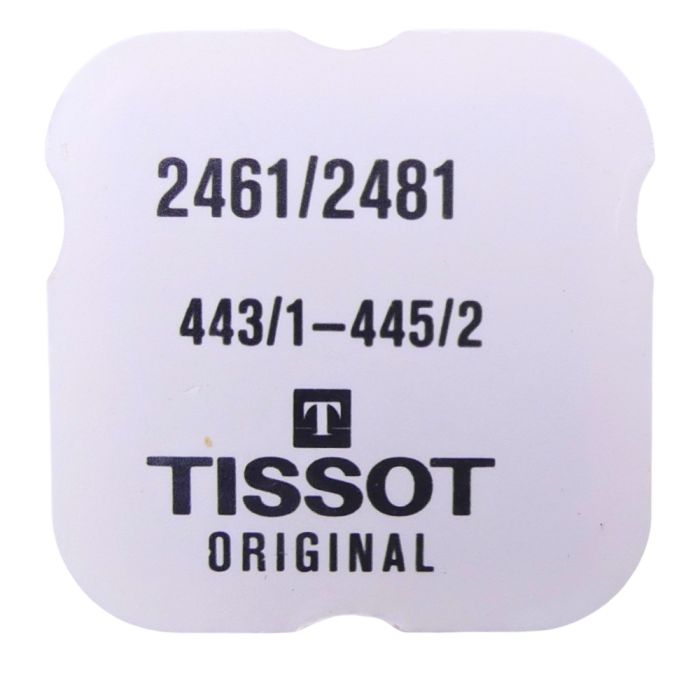 2461/2481
443/1–445/2
T
TISSOT
ORIGINAL